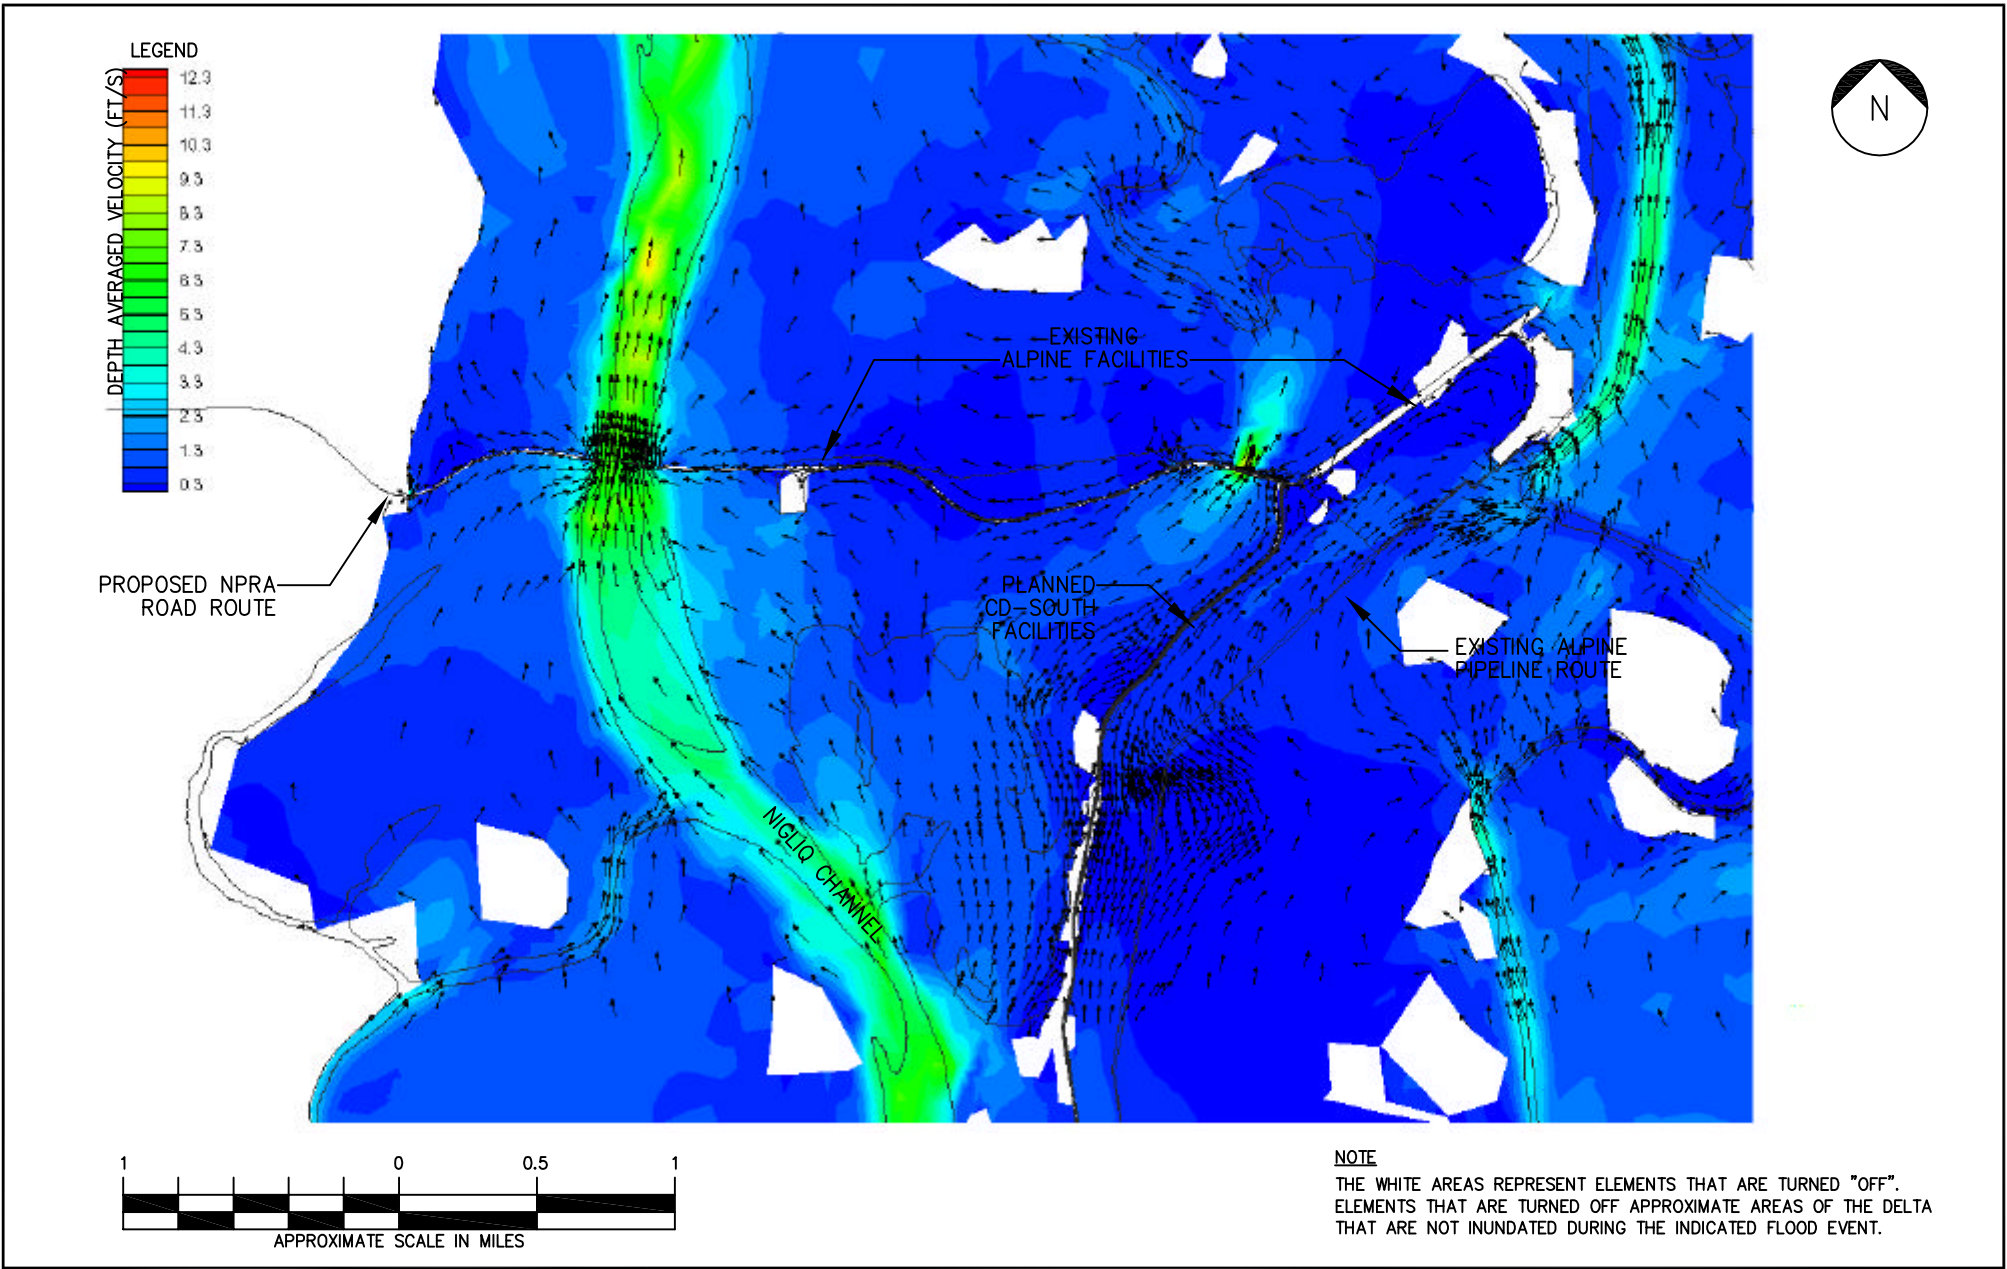 LEGEND
DEPTH AVERAGED VELOCITY (FT/S)
12.3
11.3
10.3
9.3
8.3
7.3
6.3
5.3
4.3
3.3
2.3
1.3
0.3
N
EXISTING
ALPINE FACILITIES
PROPOSED NPRA
ROAD ROUTE
PLANNED
CD-SOUTH
FACILITIES
EXISTING ALPINE
PIPELINE ROUTE
NIGLIQ CHANNEL
1 0 0.5 1
APPROXIMATE SCALE IN MILES
NOTE
THE WHITE AREAS REPRESENT ELEMENTS THAT ARE TURNED "OFF".
ELEMENTS THAT ARE TURNED OFF APPROXIMATE AREAS OF THE DELTA
THAT ARE NOT INUNDATED DURING THE INDICATED FLOOD EVENT.